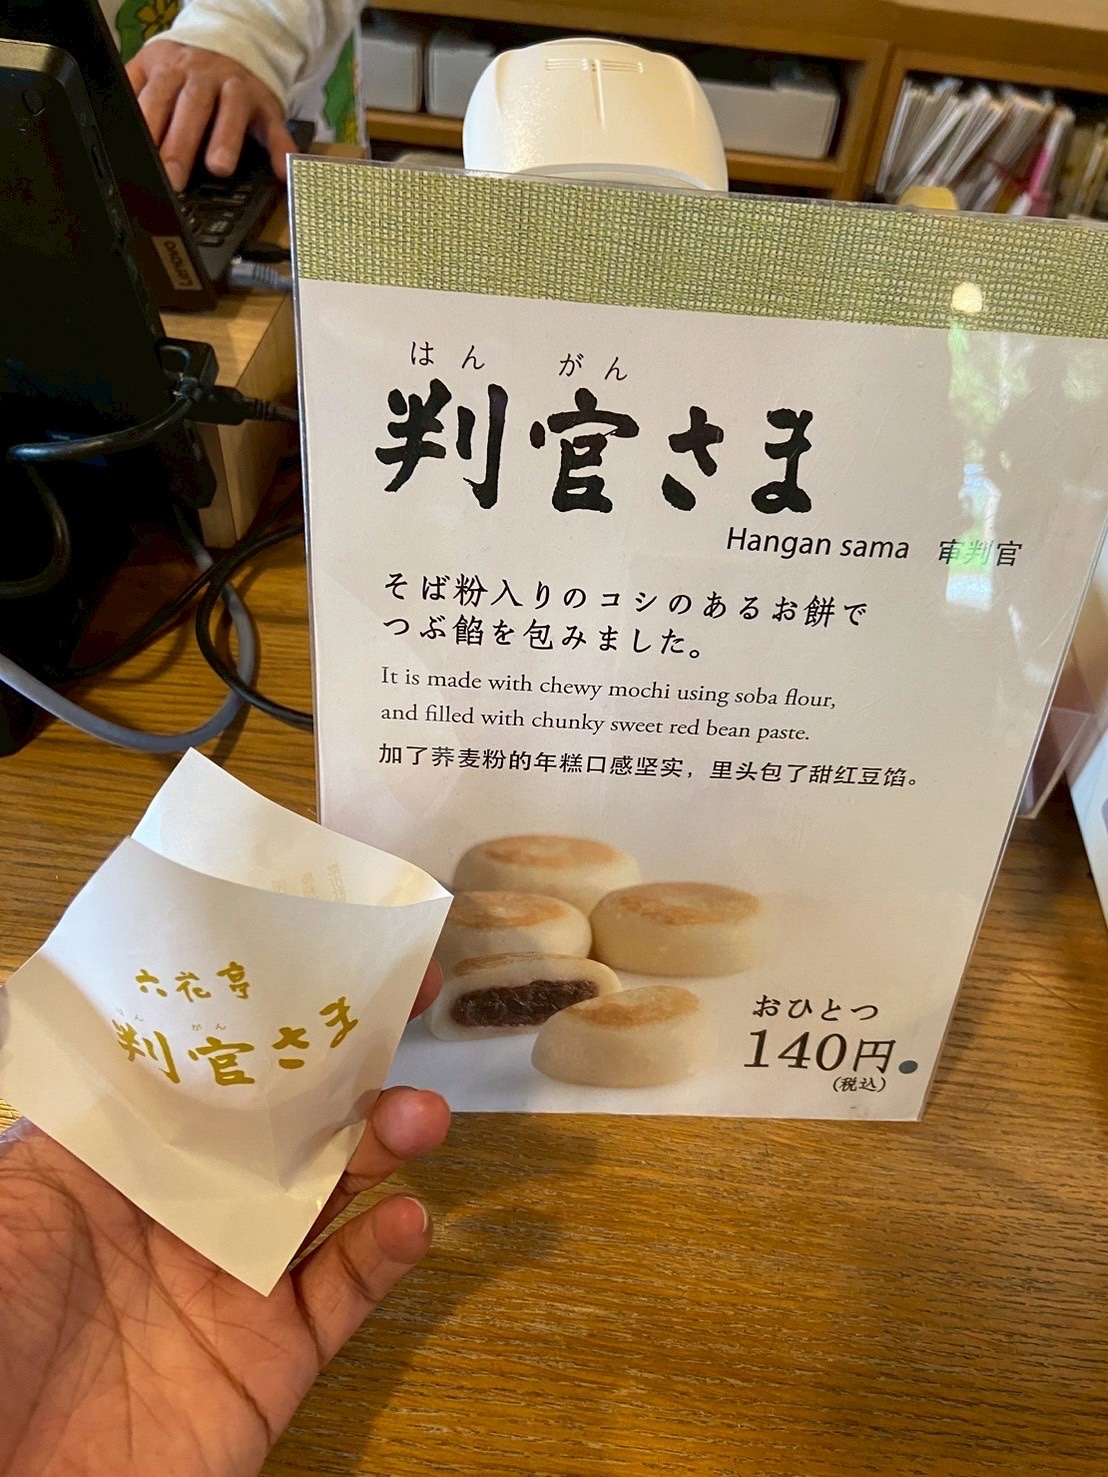 lenovo
はんがん
判官さま
Hangan sama 审判官
そば粉入りのコシのあるお餅で
つぶ餡を包みました。
It is made with chewy mochi using soba flour,
and filled with chunky sweet red bean paste.
加了荞麦粉的年糕口感坚实，里头包了甜红豆馅。
おひとつ
140円
(税込)
六花亭
はんがん
判官さま